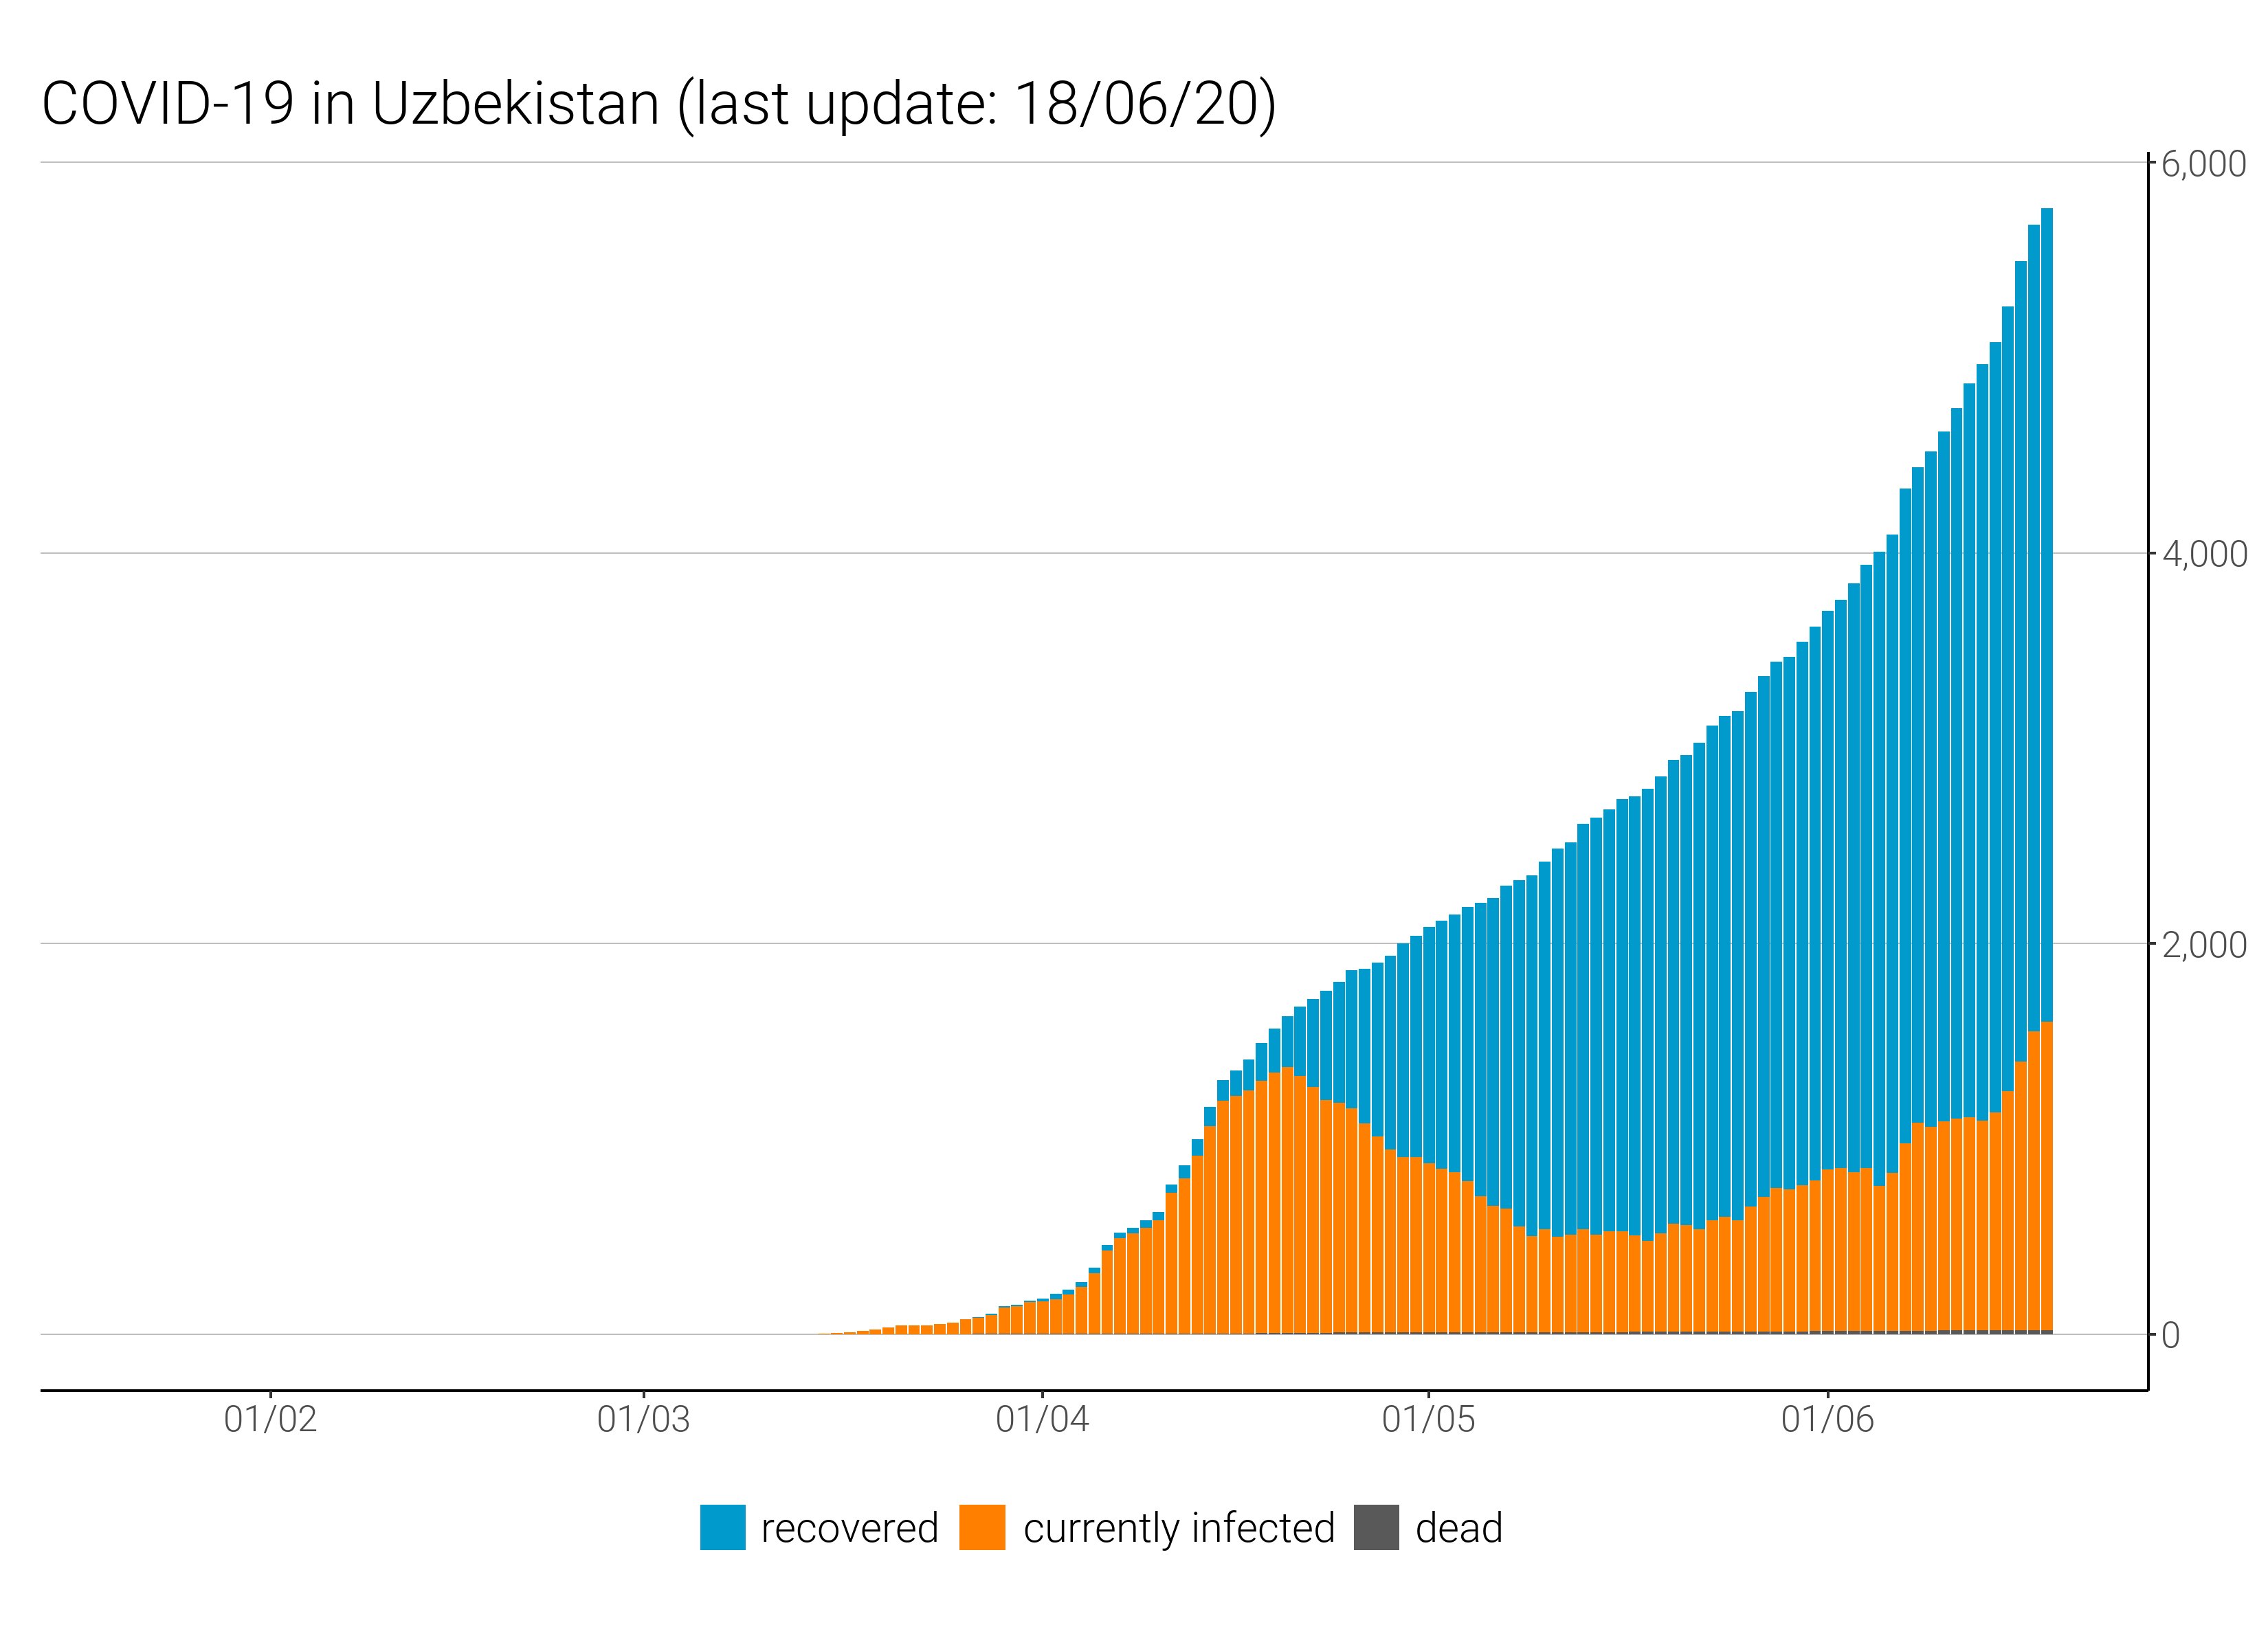 COVID-19 in Uzbekistan (last update: 18/06/20)
6,000
4,000
2,000
0
01/02 01/03 01/04 01/05 01/06
recovered currently infected dead